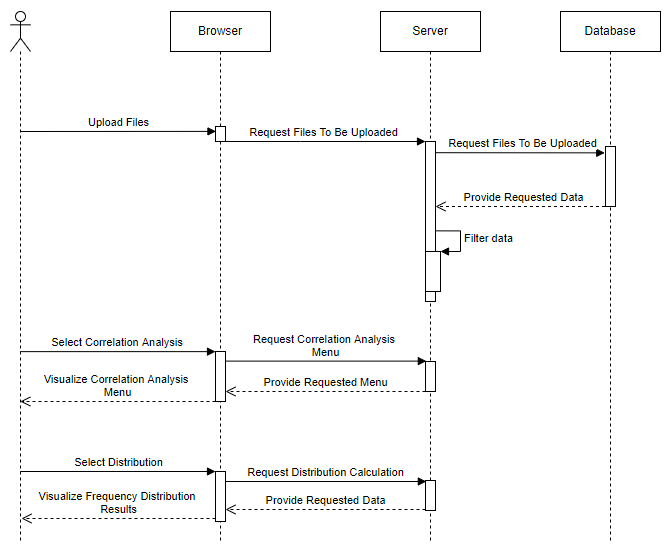 Browser
Server
Database
Upload Files
Request Files To Be Uploaded
Request Files To Be Uploaded
Provide Requested Data
Filter data
Select Correlation Analysis
Request Correlation Analysis
Menu
Visualize Correlation Analysis
Menu
Provide Requested Menu
Select Distribution
Request Distribution Calculation
Visualize Frequency Distribution
Results
Provide Requested Data